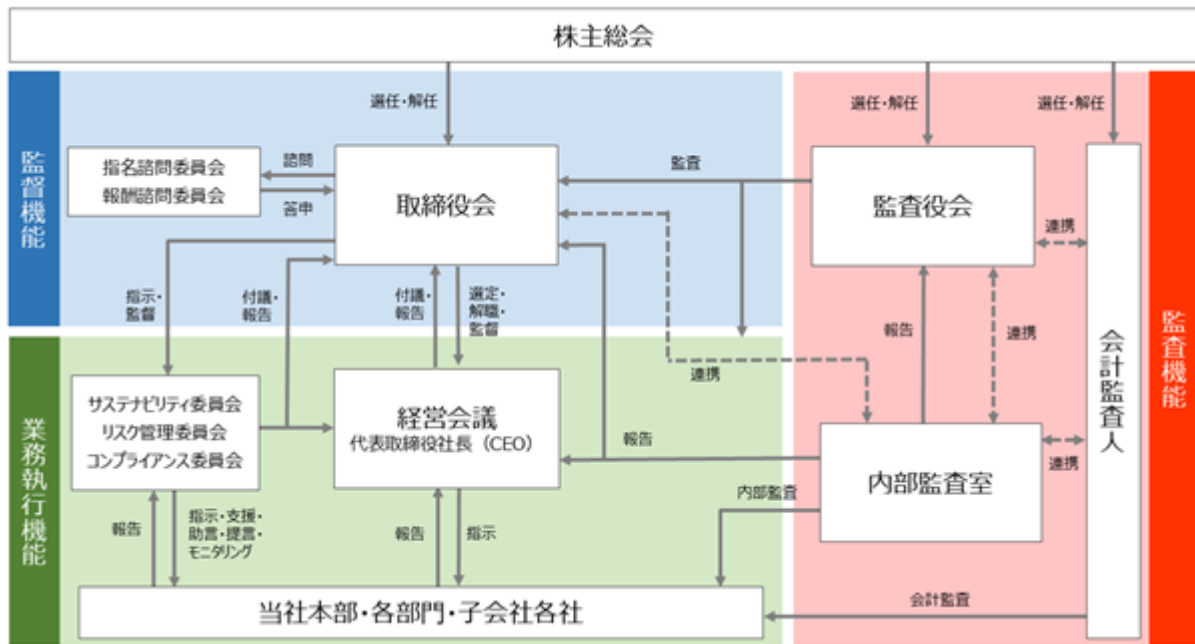 株主総会
選任・解任
選任・解任
選任・解任
監督機能
指名諮問委員会
報酬諮問委員会
諮問
答申
取締役会
監査
監査役会
連携
会計監査人
監査機能
指示・
監督
付議・
報告
付議・
報告
選定・
解職・
監督
報告
連携
連携
業務執行機能
サステナビリティ委員会
リスク管理委員会
コンプライアンス委員会
経営会議
代表取締役社長（CEO）
報告
内部監査室
連携
内部監査
報告
指示・支援・
助言・提言・
モニタリング
報告
指示
当社本部・各部門・子会社各社
会計監査